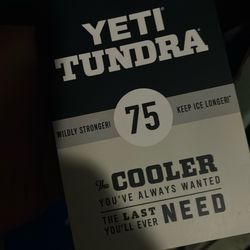 YETI
TUNDRA®
WILDLY STRONGER! 75 KEEP ICE LONGER!®
The COOLER
YOU'VE ALWAYS WANTED
THE LAST NEED
YOU'LL EVER